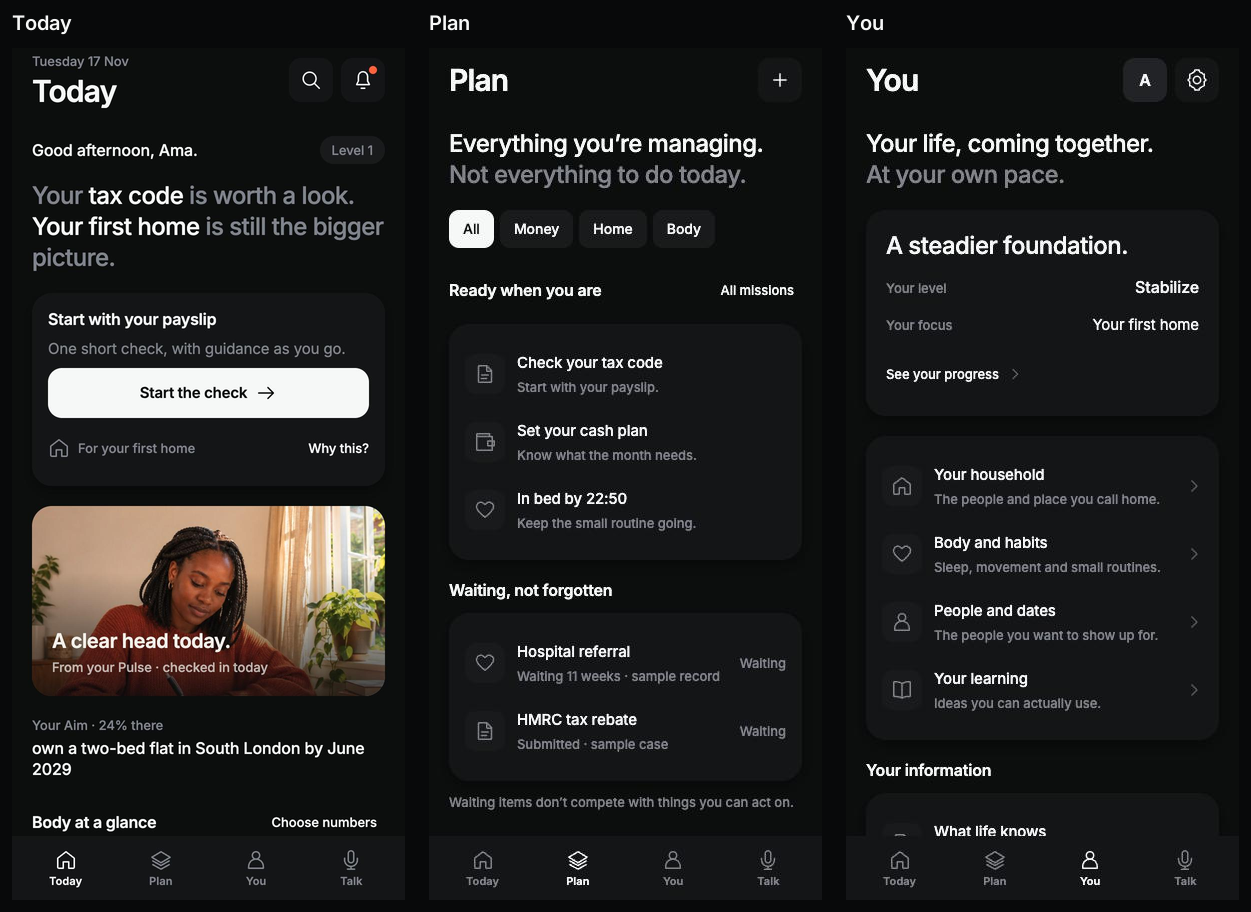 Today
Tuesday 17 Nov
Today
Good afternoon, Ama.
Level 1
Your tax code is worth a look.
Your first home is still the bigger
picture.
Start with your payslip
One short check, with guidance as you go.
Start the check
For your first home
Why this?
A clear head today.
From your Pulse · checked in today
Your Aim · 24% there
own a two-bed flat in South London by June
2029
Body at a glance
Choose numbers
Today
Plan
You
Talk
Plan
Plan
Everything you’re managing.
Not everything to do today.
All
Money
Home
Body
Ready when you are
All missions
Check your tax code
Start with your payslip.
Set your cash plan
Know what the month needs.
In bed by 22:50
Keep the small routine going.
Waiting, not forgotten
Hospital referral
Waiting 11 weeks · sample record
Waiting
HMRC tax rebate
Submitted · sample case
Waiting
Waiting items don’t compete with things you can act on.
Today
Plan
You
Talk
You
You
A
Your life, coming together.
At your own pace.
A steadier foundation.
Your level
Stabilize
Your focus
Your first home
See your progress
Your household
The people and place you call home.
Body and habits
Sleep, movement and small routines.
People and dates
The people you want to show up for.
Your learning
Ideas you can actually use.
Your information
What life knows
Today
Plan
You
Talk